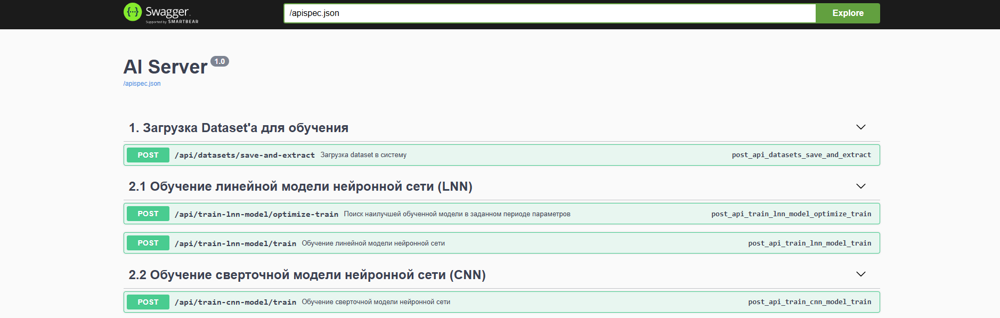 Swagger
Supported by SMARTBEAR
/apispec.json
Explore
AI Server 1.0
/apispec.json
1. Загрузка Dataset'a для обучения
POST /api/datasets/save-and-extract Загрузка dataset в систему post_api_datasets_save_and_extract
2.1 Обучение линейной модели нейронной сети (LNN)
POST /api/train-lnn-model/optimize-train Поиск наилучшей обученной модели в заданном периоде параметров post_api_train_lnn_model_optimize_train
POST /api/train-lnn-model/train Обучение линейной модели нейронной сети post_api_train_lnn_model_train
2.2 Обучение сверточной модели нейронной сети (CNN)
POST /api/train-cnn-model/train Обучение сверточной модели нейронной сети post_api_train_cnn_model_train